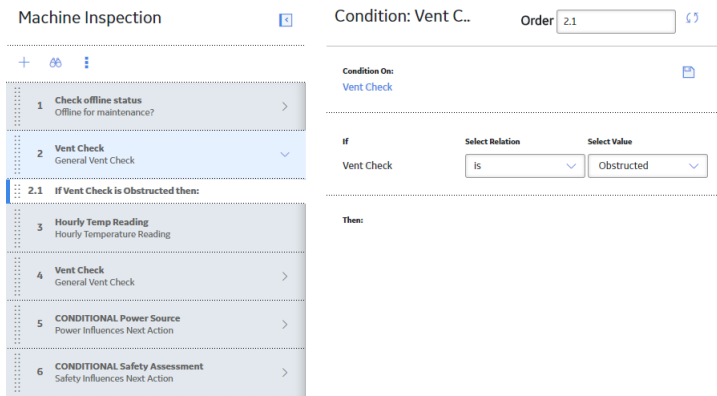 Machine Inspection
1 Check offline status
Offline for maintenance?
2 Vent Check
General Vent Check
2.1 If Vent Check is Obstructed then:
3 Hourly Temp Reading
Hourly Temperature Reading
4 Vent Check
General Vent Check
5 CONDITIONAL Power Source
Power Influences Next Action
6 CONDITIONAL Safety Assessment
Safety Influences Next Action
Condition: Vent C.. Order 2.1
Condition On:
Vent Check
If Select Relation Select Value
Vent Check is Obstructed
Then: